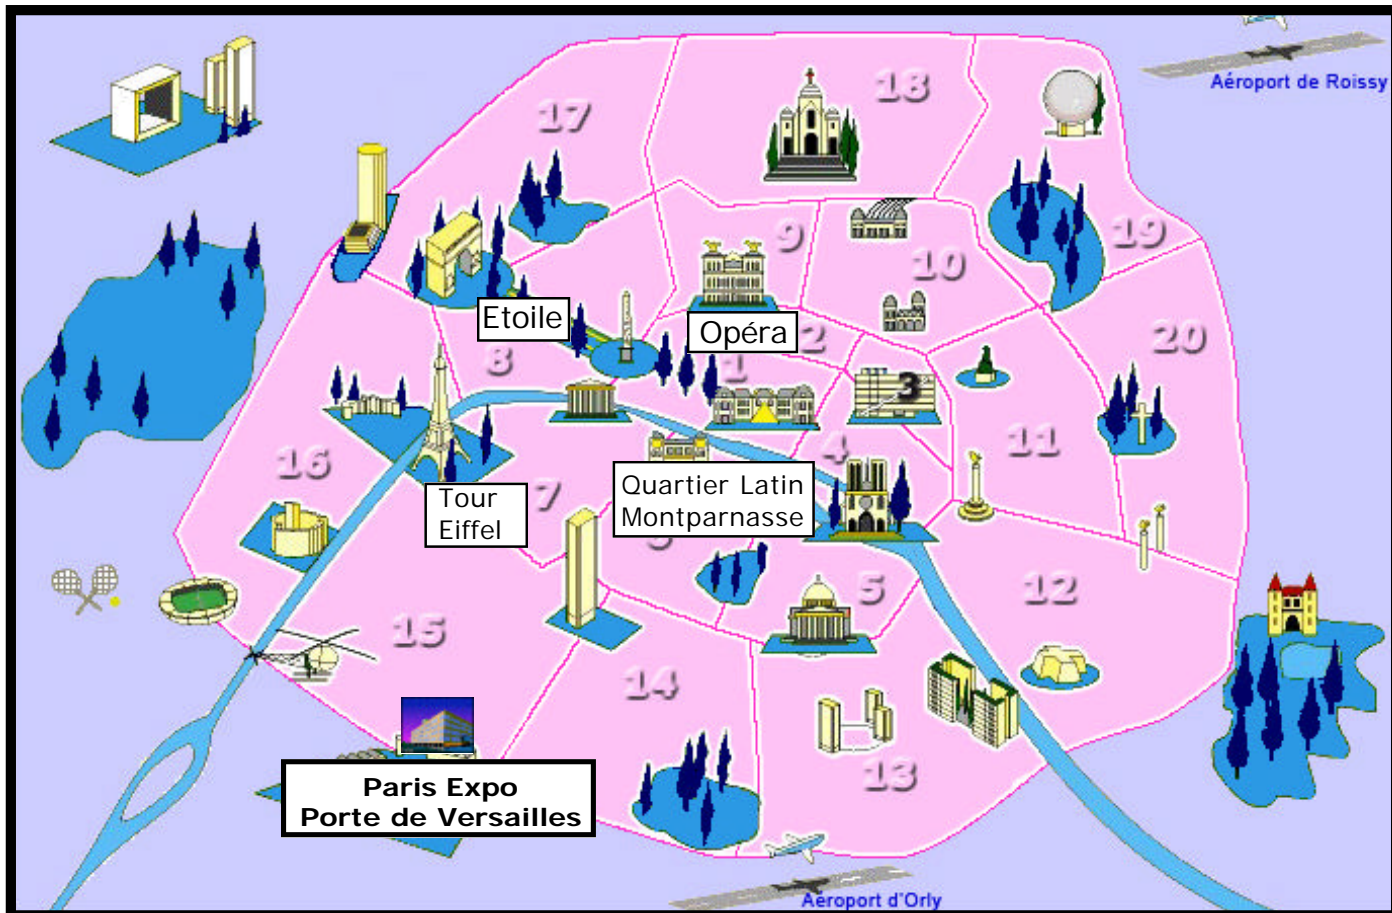 Aéroport de Roissy
18
17
9
19
10
Etoile
Opéra
2
20
8
1
3
16
4
11
Tour
Eiffel
7
Quartier Latin
Montparnasse
5
12
15
14
13
Paris Expo
Porte de Versailles
Aéroport d'Orly